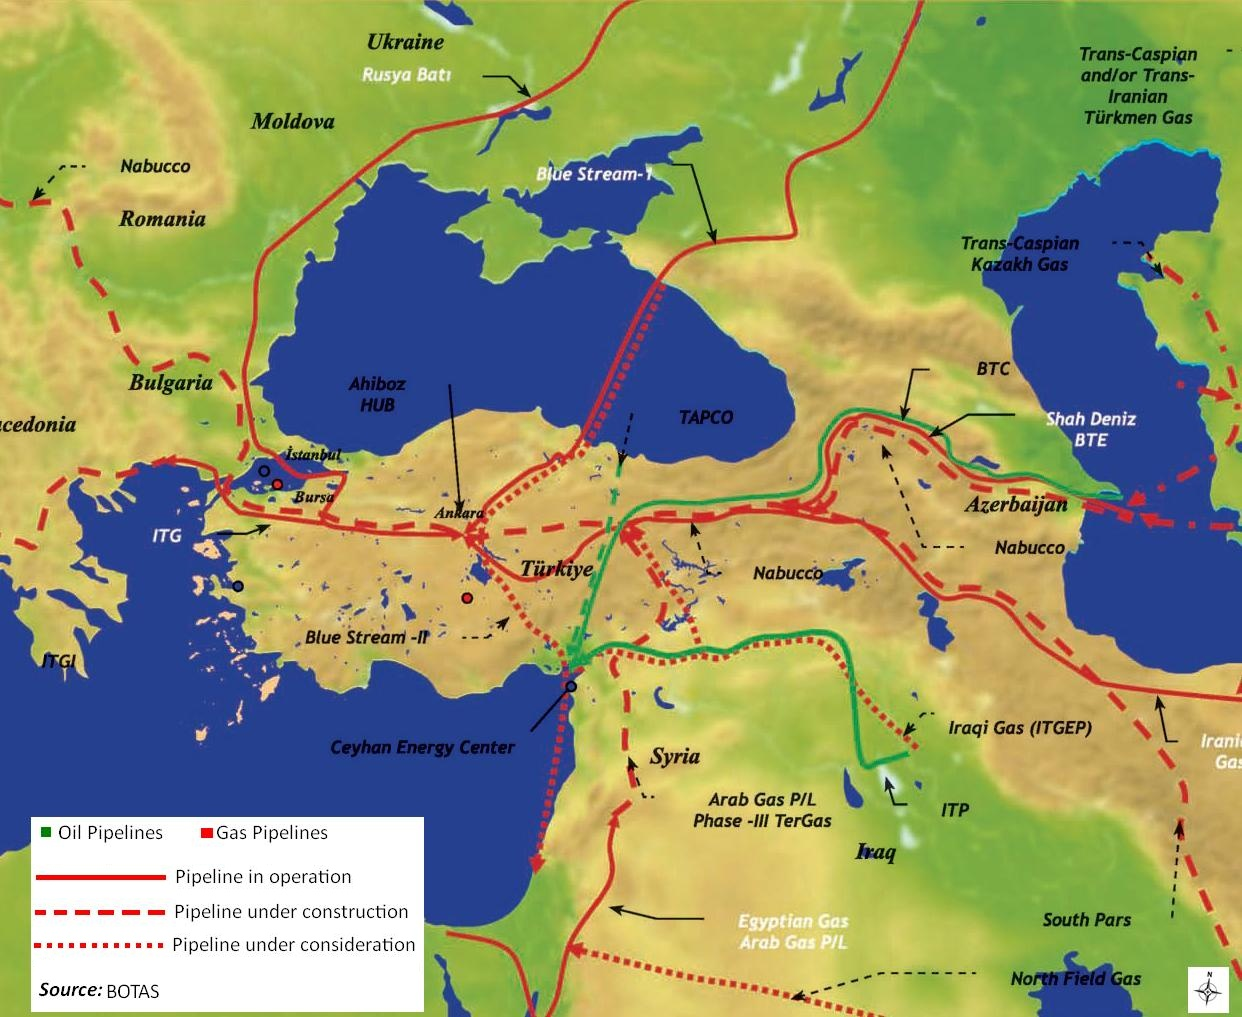 Ukraine
Rusya Batı
Trans-Caspian
and/or Trans-
Iranian
Türkmen Gas
Moldova
Nabucco
Blue Stream-1
Romania
Trans-Caspian
Kazakh Gas
Bulgaria
Ahiboz
HUB
BTC
TAPCO
Shah Deniz
BTE
cedonia
İstanbul
Bursa
Ankara
Azerbaijan
ITG
Nabucco
Türkiye
Nabucco
Blue Stream -II
ITGI
Ceyhan Energy Center
Iraqi Gas (ITGEP)
Irani
Gas
Syria
Arab Gas P/L
Phase -III TerGas
ITP
Iraq
Egyptian Gas
Arab Gas P/L
South Pars
North Field Gas
Oil Pipelines Gas Pipelines
Pipeline in operation
Pipeline under construction
Pipeline under consideration
Source: BOTAS
N